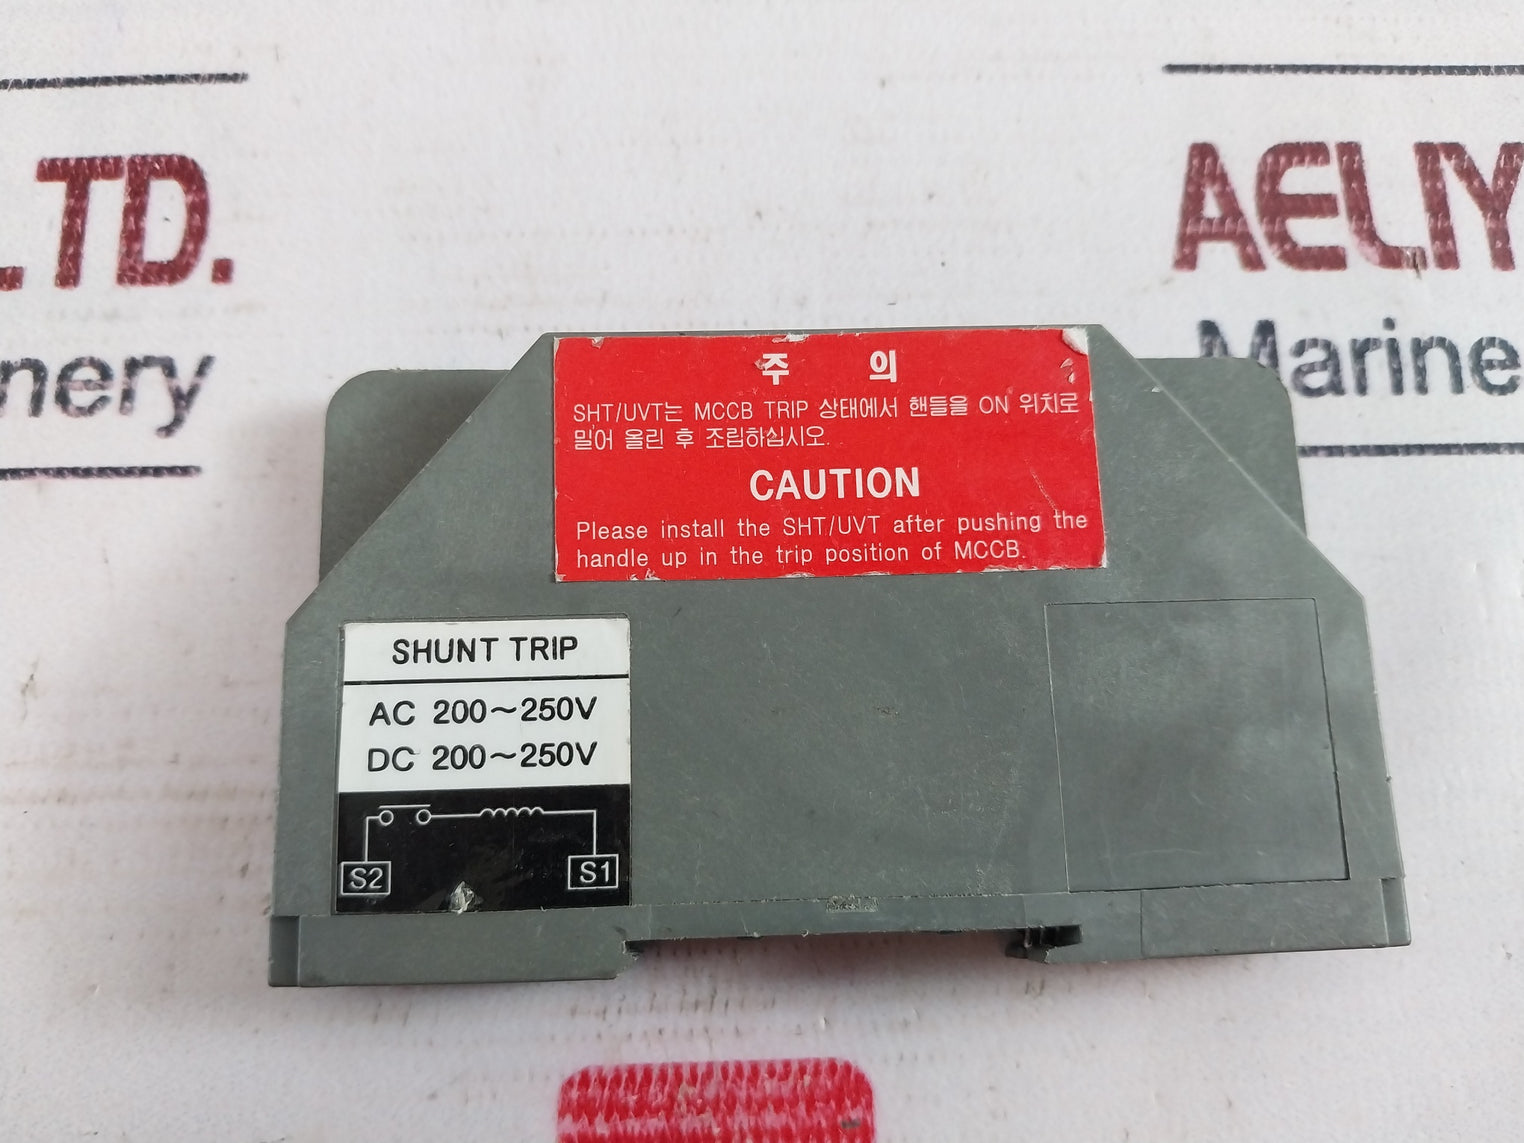 LTD.
nery
AELIY
Marine
주 의
SHT/UVT는 MCCB TRIP 상태에서 핸들을 ON 위치로
밀어 올린 후 조립하십시오.
CAUTION
Please install the SHT/UVT after pushing the
handle up in the trip position of MCCB.
SHUNT TRIP
AC 200~250V
DC 200~250V
S2 S1